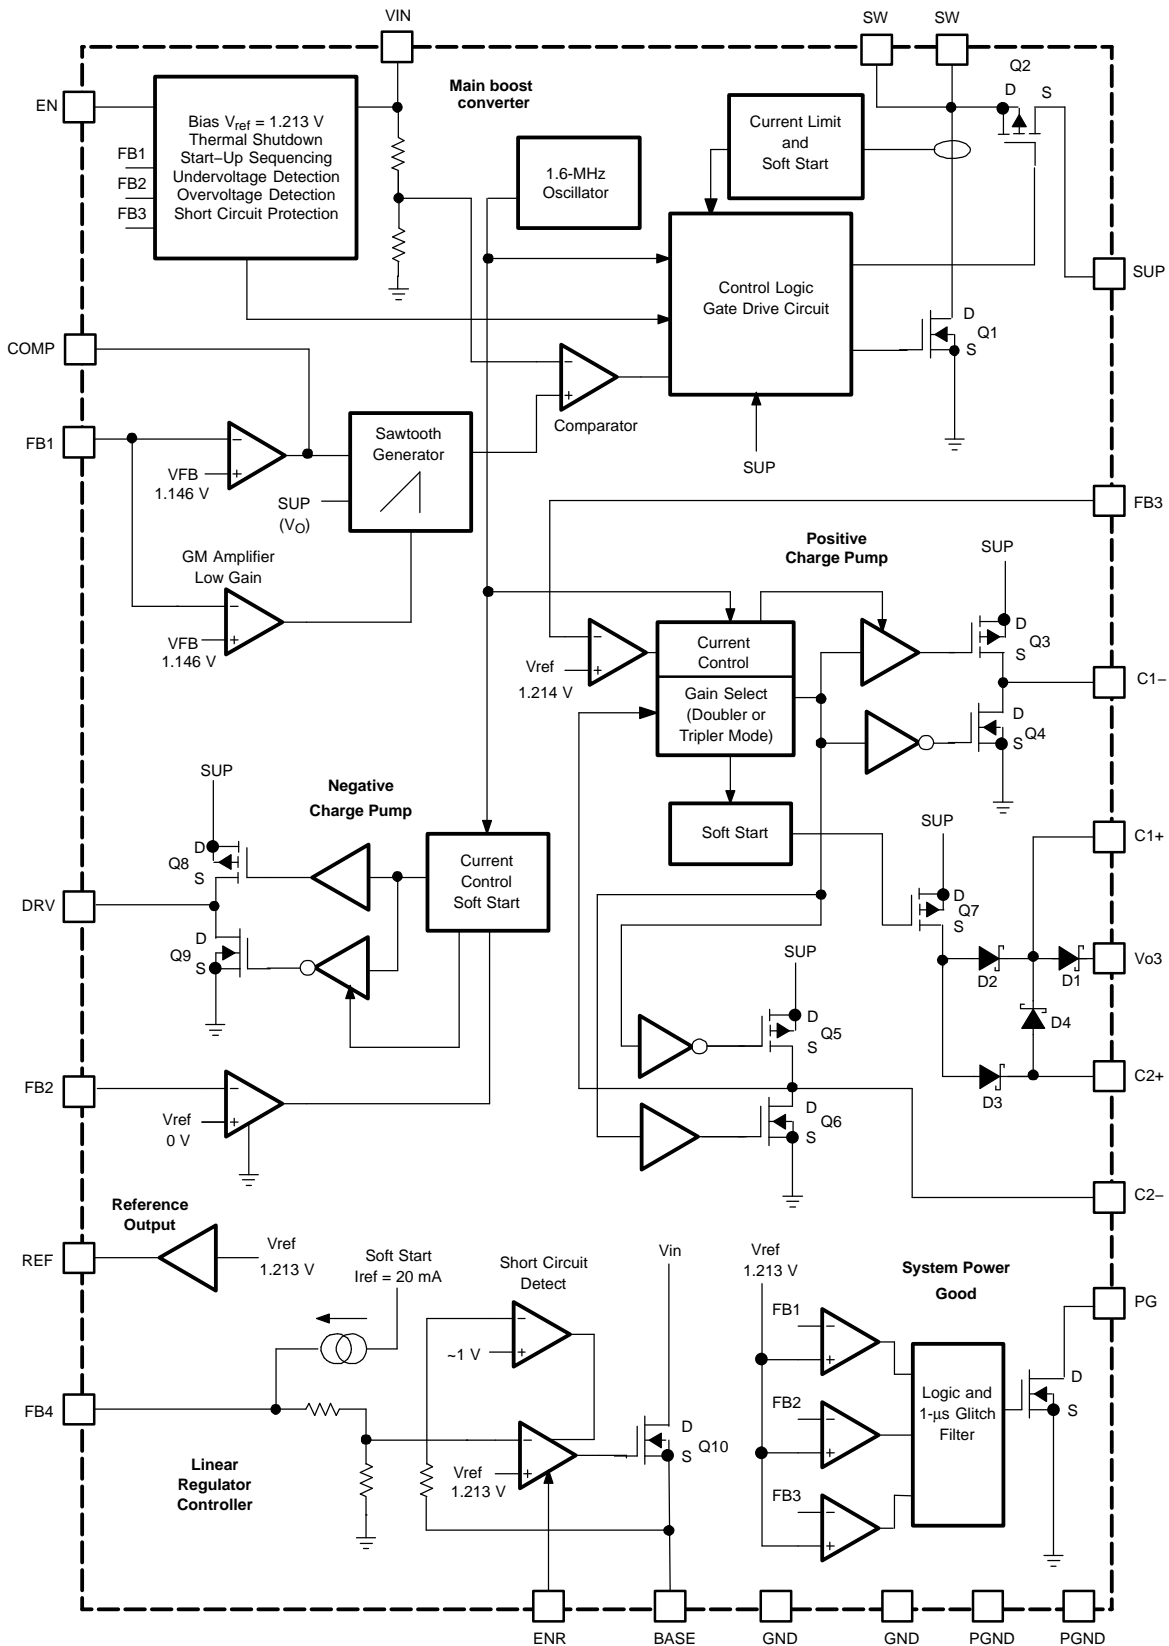 VIN
SW
SW
Q2
D
S
EN
Main boost
converter
Bias Vref = 1.213 V
Thermal Shutdown
Start–Up Sequencing
Undervoltage Detection
Overvoltage Detection
Short Circuit Protection
FB1
FB2
FB3
1.6-MHz
Oscillator
Current Limit
and
Soft Start
SUP
Control Logic
Gate Drive Circuit
D
Q1
S
COMP
–
+
Comparator
SUP
FB1
–
+
VFB
1.146 V
Sawtooth
Generator
SUP
(VO)
FB3
GM Amplifier
Low Gain
–
+
VFB
1.146 V
Positive
Charge Pump
SUP
D
Q3
S
–
+
Vref
1.214 V
Current
Control
Gain Select
(Doubler or
Tripler Mode)
C1–
D
Q4
S
SUP
Negative
Charge Pump
Soft Start
SUP
C1+
D
Q8
S
Current
Control
Soft Start
D
Q7
S
DRV
D
Q9
S
SUP
D2
D1
Vo3
D
Q5
S
D4
FB2
–
+
Vref
0 V
D3
C2+
D
Q6
S
C2–
Reference
Output
REF
Vref
1.213 V
Soft Start
Iref = 20 mA
Short Circuit
Detect
Vin
Vref
1.213 V
System Power
Good
PG
–
+
~1 V
FB1
–
+
FB4
Logic and
1-μs Glitch
Filter
D
S
FB2
–
+
–
+
Vref
1.213 V
D
Q10
S
Linear
Regulator
Controller
FB3
–
+
ENR
BASE
GND
GND
PGND
PGND